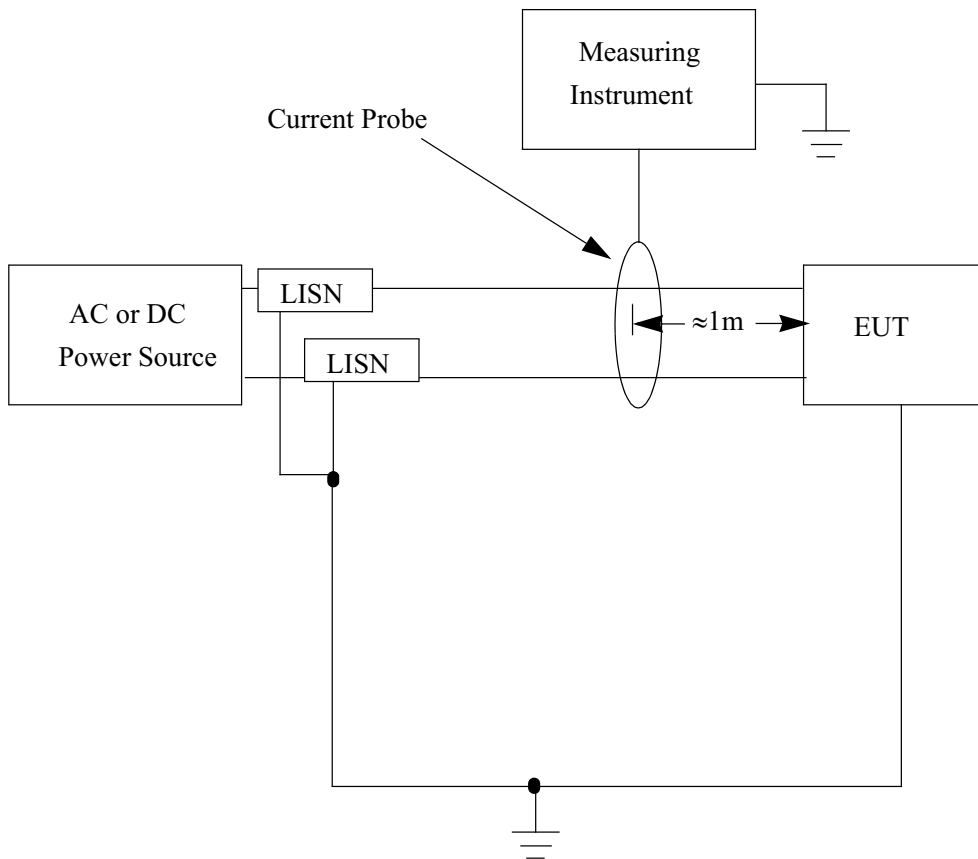 Measuring
Instrument
Current Probe
LISN
AC or DC
Power Source
≈1m
EUT
LISN